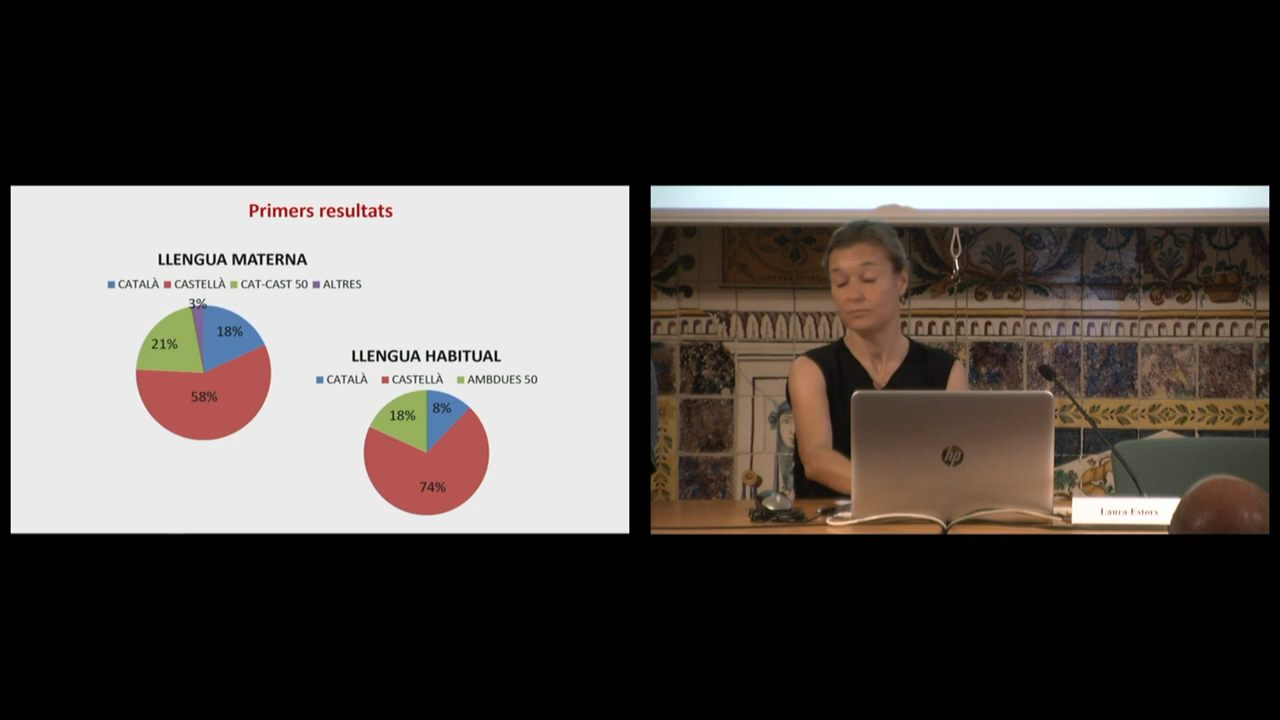 Primers resultats
LLENGUA MATERNA
CATALÀ CASTELLÀ CAT-CAST 50 ALTRES
3%
18%
21%
58%
LLENGUA HABITUAL
CATALÀ CASTELLÀ AMBDUES 50
8%
18%
74%
hp
Laura Estors